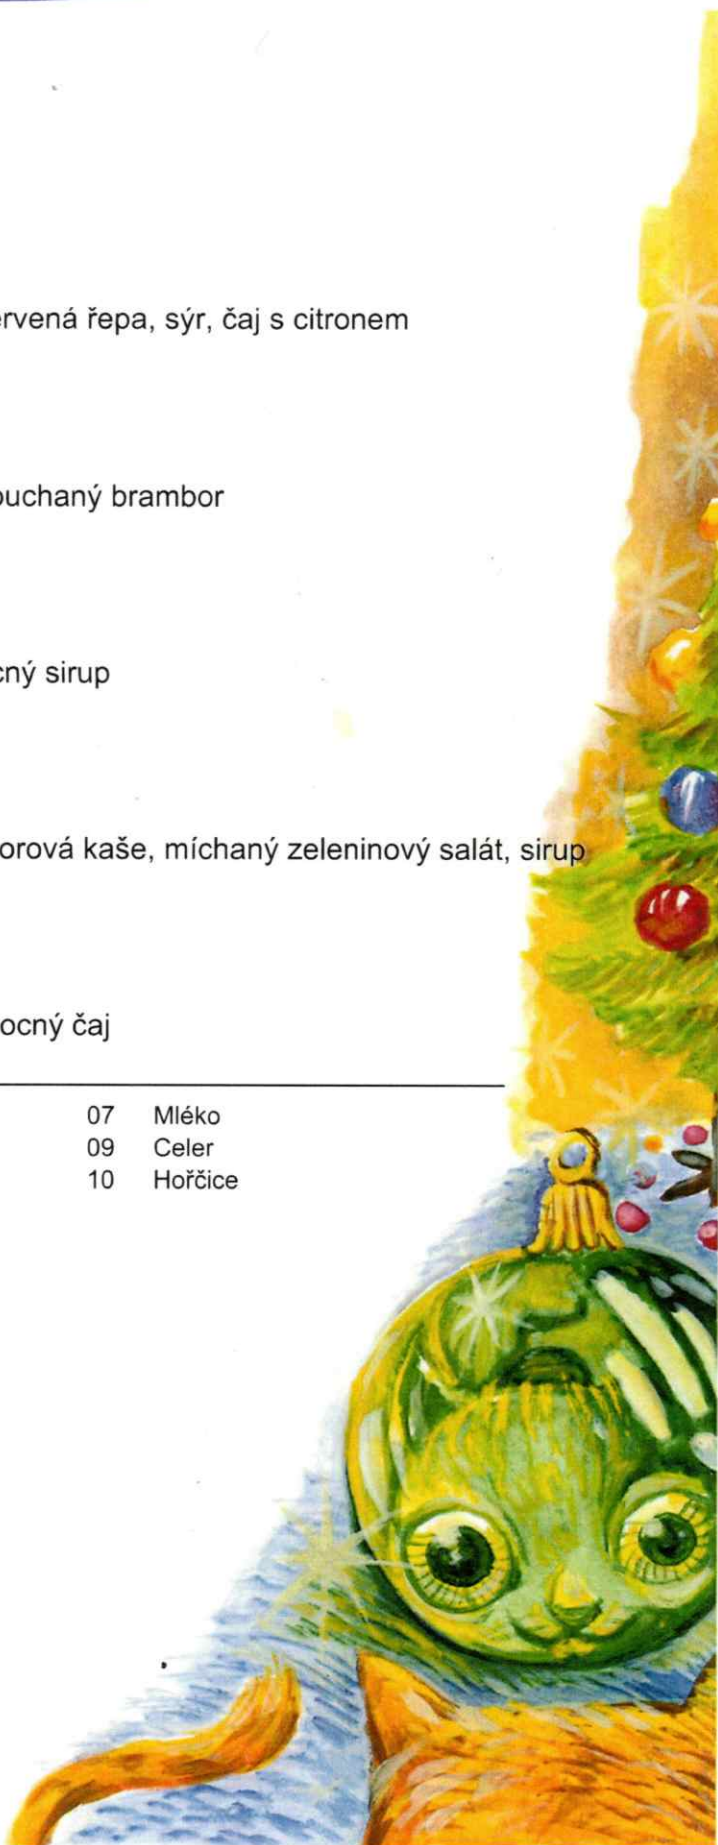 ervená řepa, sýr, čaj s citronem
ouchaný brambor
cný sirup
orová kaše, míchaný zeleninový salát, sirup
ocný čaj
07 Mléko
09 Celer
10 Hořčice